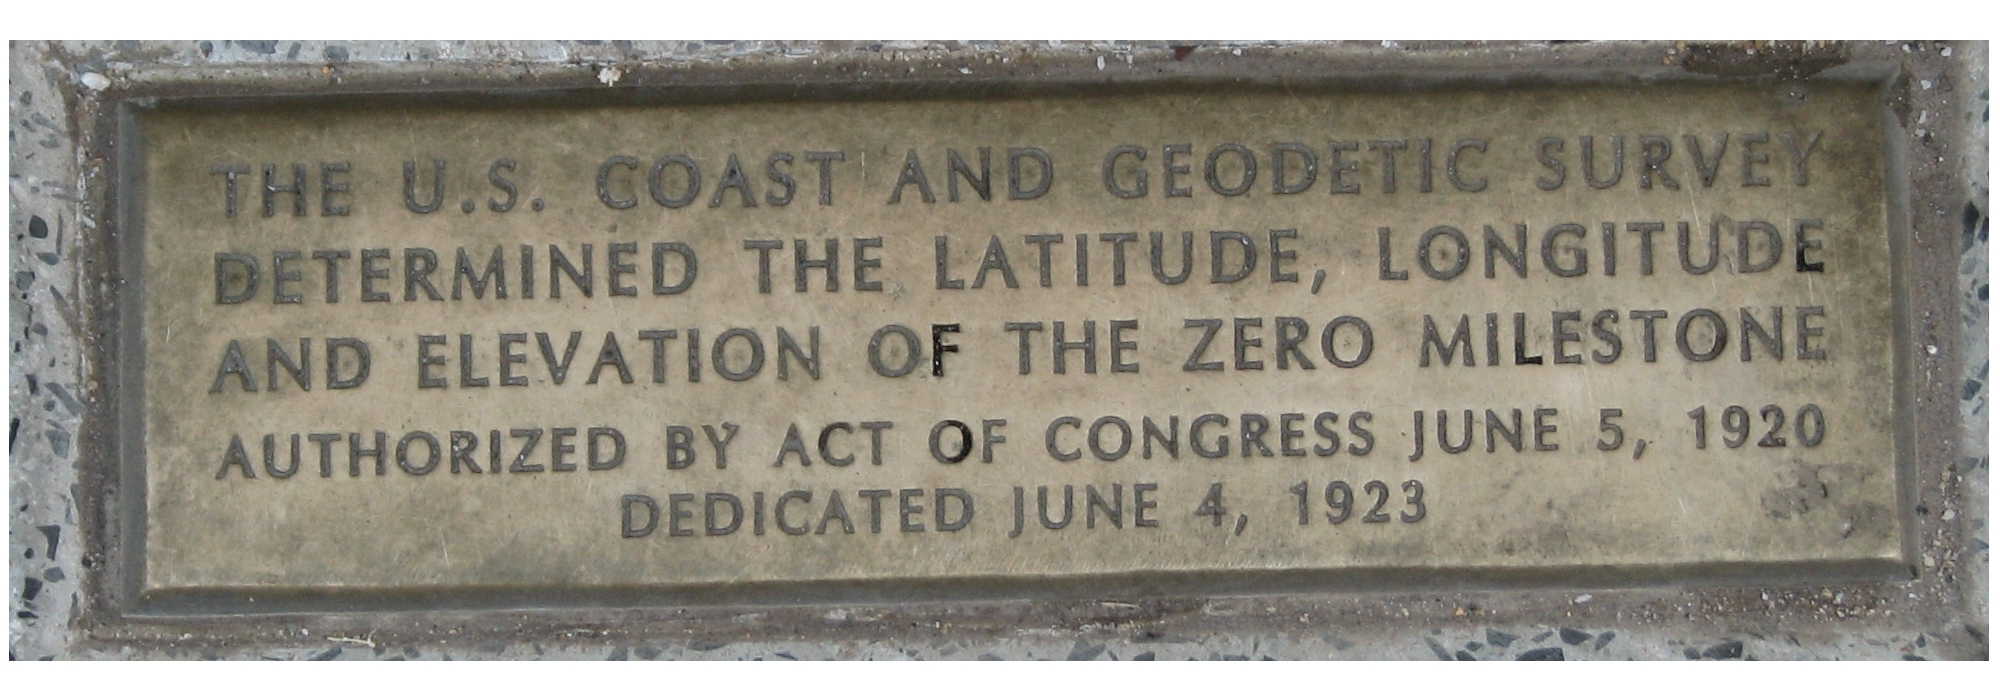 THE U.S. COAST AND GEODETIC SURVEY
DETERMINED THE LATITUDE, LONGITUDE
AND ELEVATION OF THE ZERO MILESTONE
AUTHORIZED BY ACT OF CONGRESS JUNE 5, 1920
DEDICATED JUNE 4, 1923